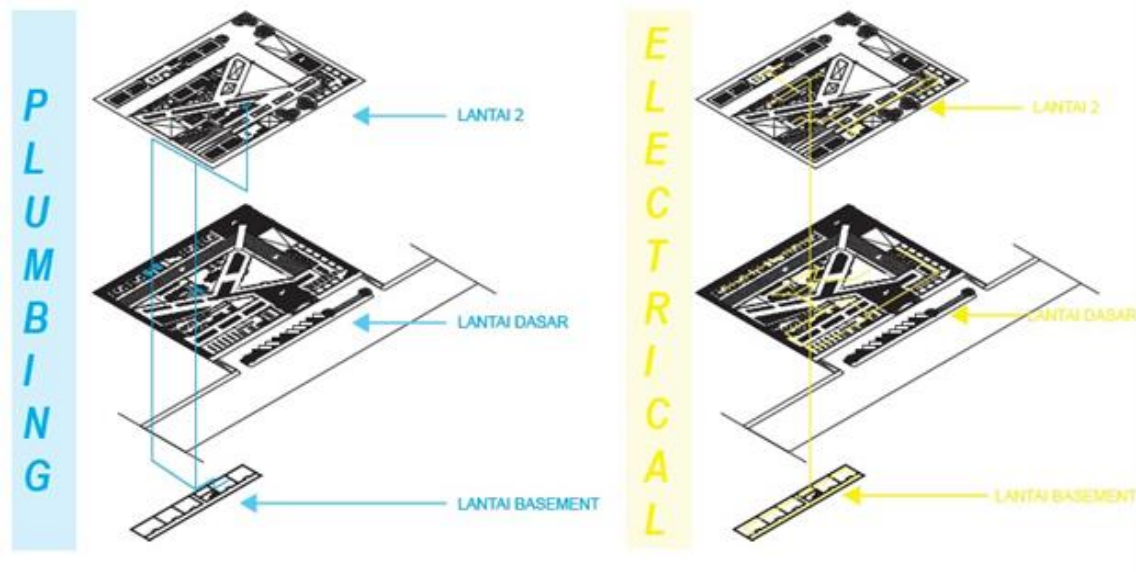 PLUMBING
LANTAI 2
LANTAI DASAR
LANTAI BASEMENT
ELECTRICAL
LANTAI 2
LANTAI DASAR
LANTAI BASEMENT